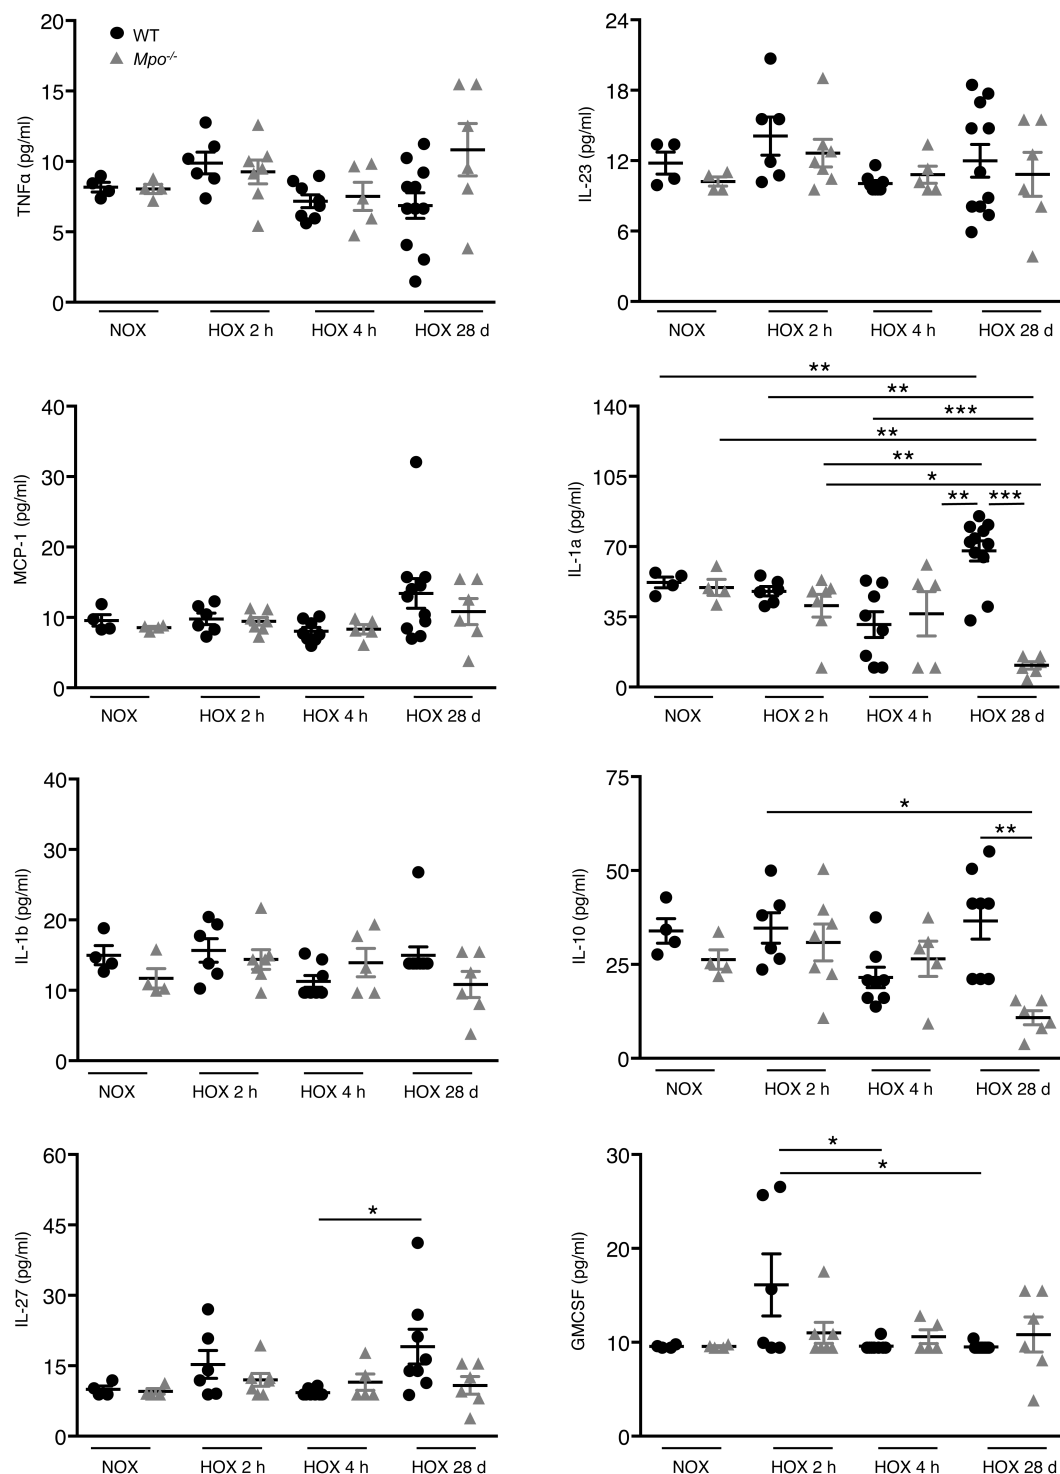 20
15
10
5
0
TNFα (pg/ml)
WT
Mpo-/-
NOX
HOX 2 h
HOX 4 h
HOX 28 d
24
18
12
6
0
IL-23 (pg/ml)
NOX
HOX 2 h
HOX 4 h
HOX 28 d
40
30
20
10
0
MCP-1 (pg/ml)
NOX
HOX 2 h
HOX 4 h
HOX 28 d
**
**
***
**
**
*
** ***
140
105
70
35
0
IL-1a (pg/ml)
NOX
HOX 2 h
HOX 4 h
HOX 28 d
40
30
20
10
0
IL-1b (pg/ml)
NOX
HOX 2 h
HOX 4 h
HOX 28 d
*
**
75
50
25
0
IL-10 (pg/ml)
NOX
HOX 2 h
HOX 4 h
HOX 28 d
*
60
45
30
15
0
IL-27 (pg/ml)
NOX
HOX 2 h
HOX 4 h
HOX 28 d
*
*
30
20
10
0
GMCSF (pg/ml)
NOX
HOX 2 h
HOX 4 h
HOX 28 d